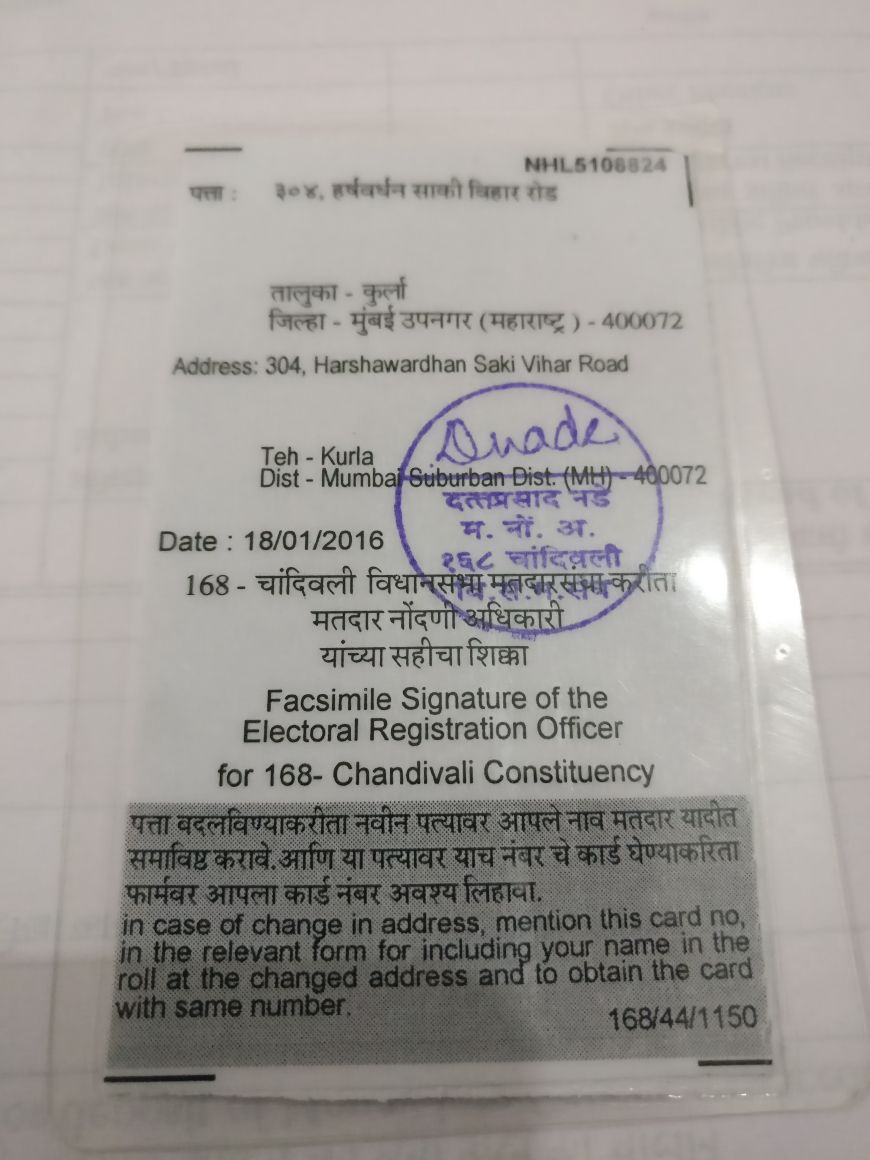 NHL5108824
पत्ता : ३०४, हर्षवर्धन साकी विहार रोड
तालुका - कुर्ला
जिल्हा - मुंबई उपनगर (महाराष्ट्र ) - 400072
Address: 304, Harshawardhan Saki Vihar Road
Teh - Kurla
Dist - Mumbai Suburban Dist. (MH) - 400072
दत्तप्रसाद नडे
म. नों. अ.
१६८ चांदिवली
Date : 18/01/2016
168 - चांदिवली विधानसभा मतदारसंघाकरीता
मतदार नोंदणी अधिकारी
यांच्या सहीचा शिक्का
Facsimile Signature of the
Electoral Registration Officer
for 168- Chandivali Constituency
पत्ता बदलविण्याकरीता नवीन पत्यावर आपले नाव मतदार यादीत
समाविष्ट करावे.आणि या पत्यावर याच नंबर चे कार्ड घेण्याकरिता
फार्मवर आपला कार्ड नंबर अवश्य लिहावा.
in case of change in address, mention this card no,
in the relevant form for including your name in the
roll at the changed address and to obtain the card
with same number.
168/44/1150